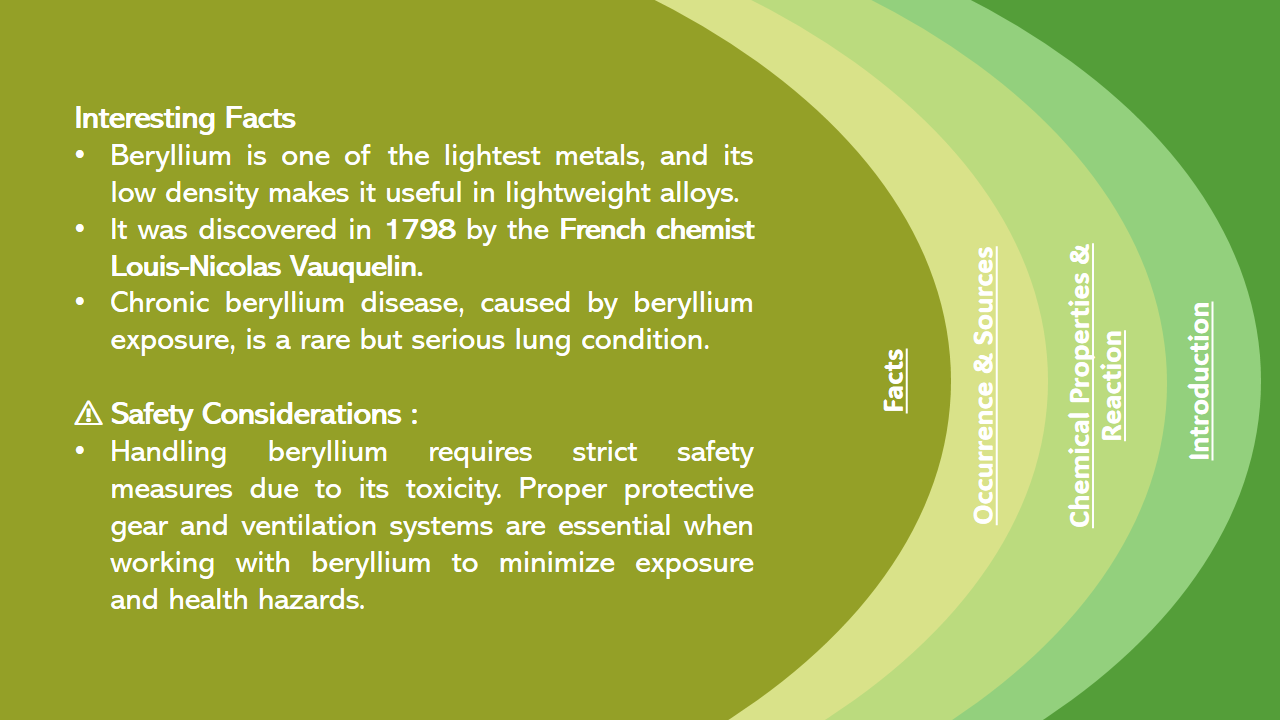 Interesting Facts
• Beryllium is one of the lightest metals, and its
low density makes it useful in lightweight alloys.
• It was discovered in 1798 by the French chemist
Louis-Nicolas Vauquelin.
• Chronic beryllium disease, caused by beryllium
exposure, is a rare but serious lung condition.
⚠ Safety Considerations :
• Handling beryllium requires strict safety
measures due to its toxicity. Proper protective
gear and ventilation systems are essential when
working with beryllium to minimize exposure
and health hazards.
Facts
Occurrence & Sources
Chemical Properties &
Reaction
Introduction